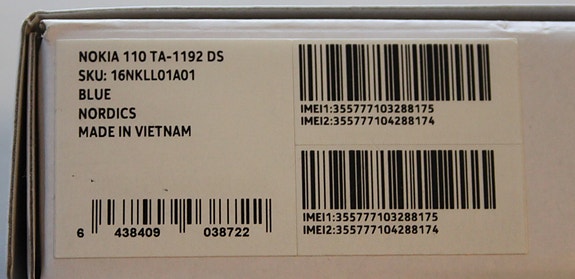 NOKIA 110 TA-1192 DS
SKU: 16NKLL01A01
BLUE
NORDICS
MADE IN VIETNAM
6 438409 038722
IMEI1:355777103288175
IMEI2:355777104288174
IMEI1:355777103288175
IMEI2:355777104288174